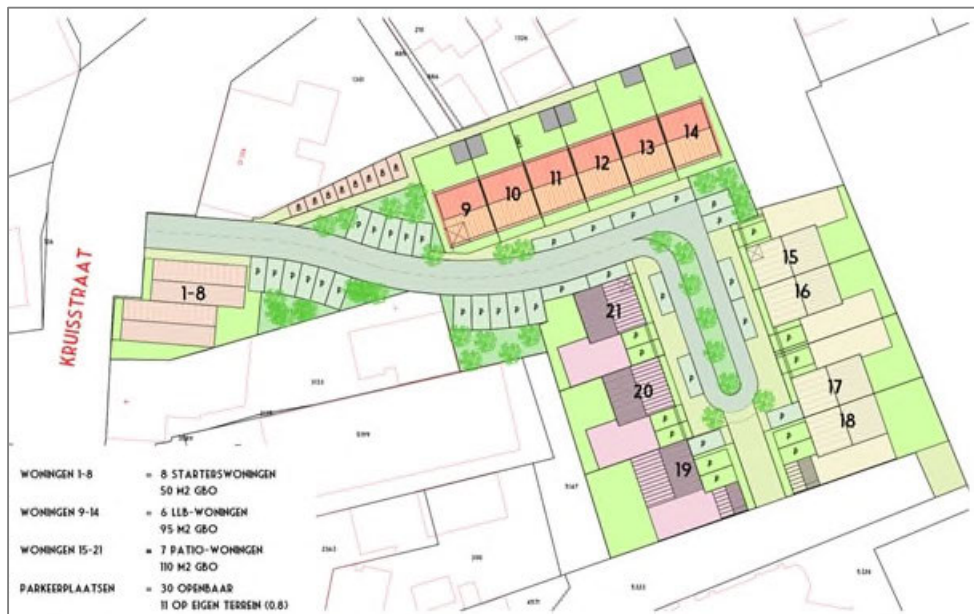 KRUISSTRAAT
1-8
9
10
11
12
13
14
15
16
17
18
19
20
21
WONINGEN 1-8 = 8 STARTERSWONINGEN
50 M2 GBO
WONINGEN 9-14 = 6 LLB-WONINGEN
95 M2 GBO
WONINGEN 15-21 = 7 PATIO-WONINGEN
110 M2 GBO
PARKEERPLAATSEN = 30 OPENBAAR
11 OP EIGEN TERREIN (0.8)